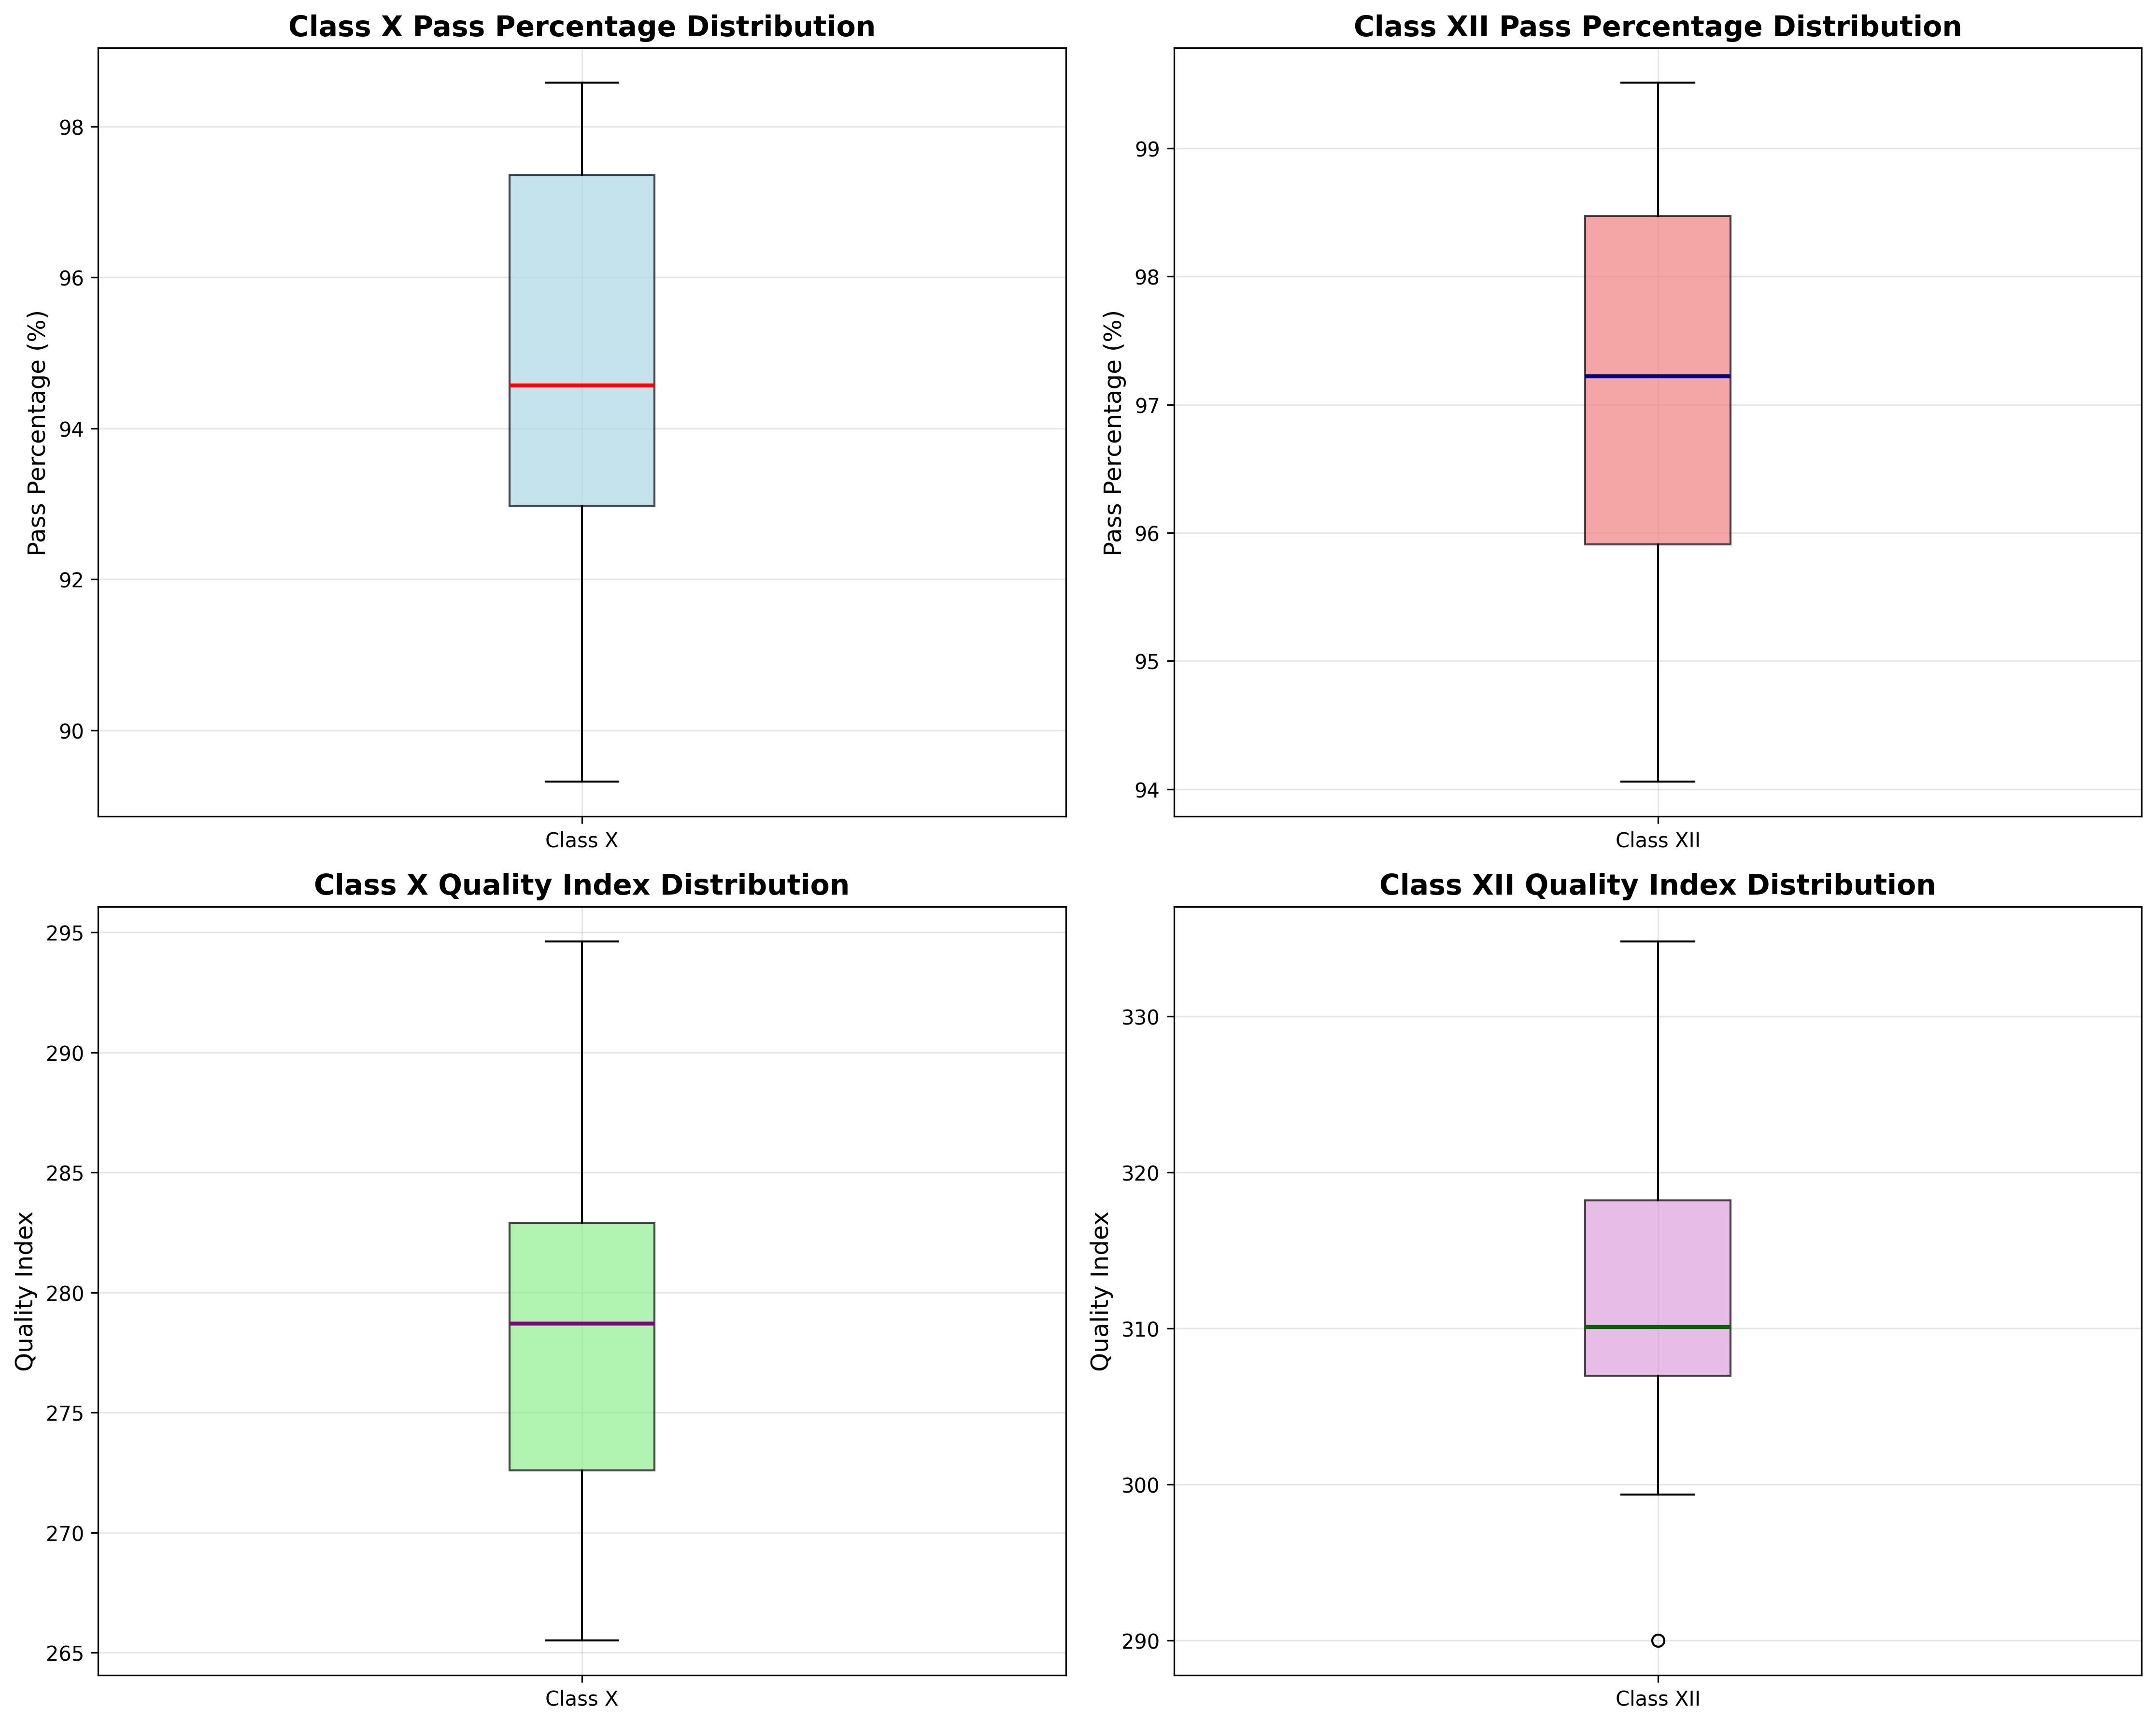 Class X Pass Percentage Distribution
Pass Percentage (%)
98
96
94
92
90
Class X
Class XII Pass Percentage Distribution
Pass Percentage (%)
99
98
97
96
95
94
Class XII
Class X Quality Index Distribution
Quality Index
295
290
285
280
275
270
265
Class X
Class XII Quality Index Distribution
Quality Index
330
320
310
300
290
Class XII